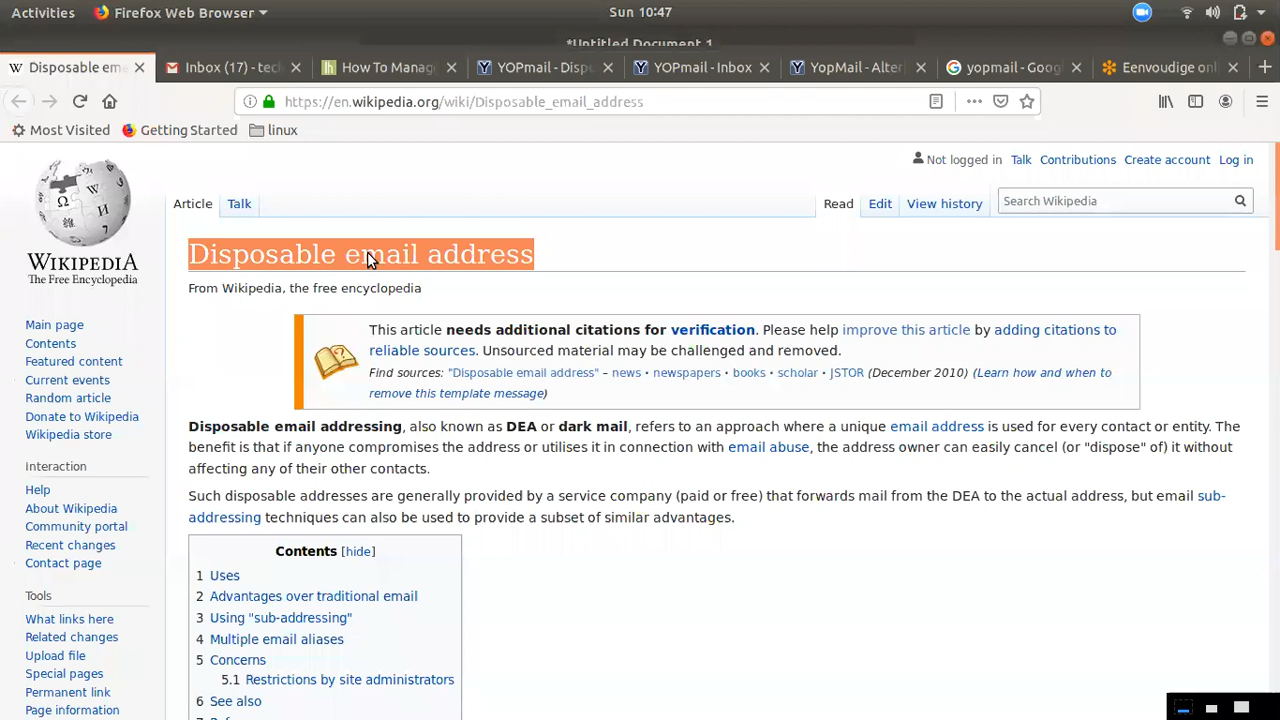 Activities Firefox Web Browser Sun 10:47
*Untitled Document 1
Disposable em Inbox (17) - tec How To Manag YOPmail - Disp YOPmail - Inbox YopMail - Alter yopmail - Goog Eenvoudige onl
https://en.wikipedia.org/wiki/Disposable_email_address
Most Visited Getting Started linux
Not logged in Talk Contributions Create account Log in
Article Talk Read Edit View history Search Wikipedia
WIKIPEDIA
The Free Encyclopedia
Main page
Contents
Featured content
Current events
Random article
Donate to Wikipedia
Wikipedia store
Interaction
Help
About Wikipedia
Community portal
Recent changes
Contact page
Tools
What links here
Related changes
Upload file
Special pages
Permanent link
Page information
Disposable email address
From Wikipedia, the free encyclopedia
This article needs additional citations for verification. Please help improve this article by adding citations to
reliable sources. Unsourced material may be challenged and removed.
Find sources: "Disposable email address" – news · newspapers · books · scholar · JSTOR (December 2010) (Learn how and when to
remove this template message)
Disposable email addressing, also known as DEA or dark mail, refers to an approach where a unique email address is used for every contact or entity. The
benefit is that if anyone compromises the address or utilises it in connection with email abuse, the address owner can easily cancel (or "dispose" of) it without
affecting any of their other contacts.
Such disposable addresses are generally provided by a service company (paid or free) that forwards mail from the DEA to the actual address, but email sub-
addressing techniques can also be used to provide a subset of similar advantages.
Contents [hide]
1 Uses
2 Advantages over traditional email
3 Using "sub-addressing"
4 Multiple email aliases
5 Concerns
5.1 Restrictions by site administrators
6 See also